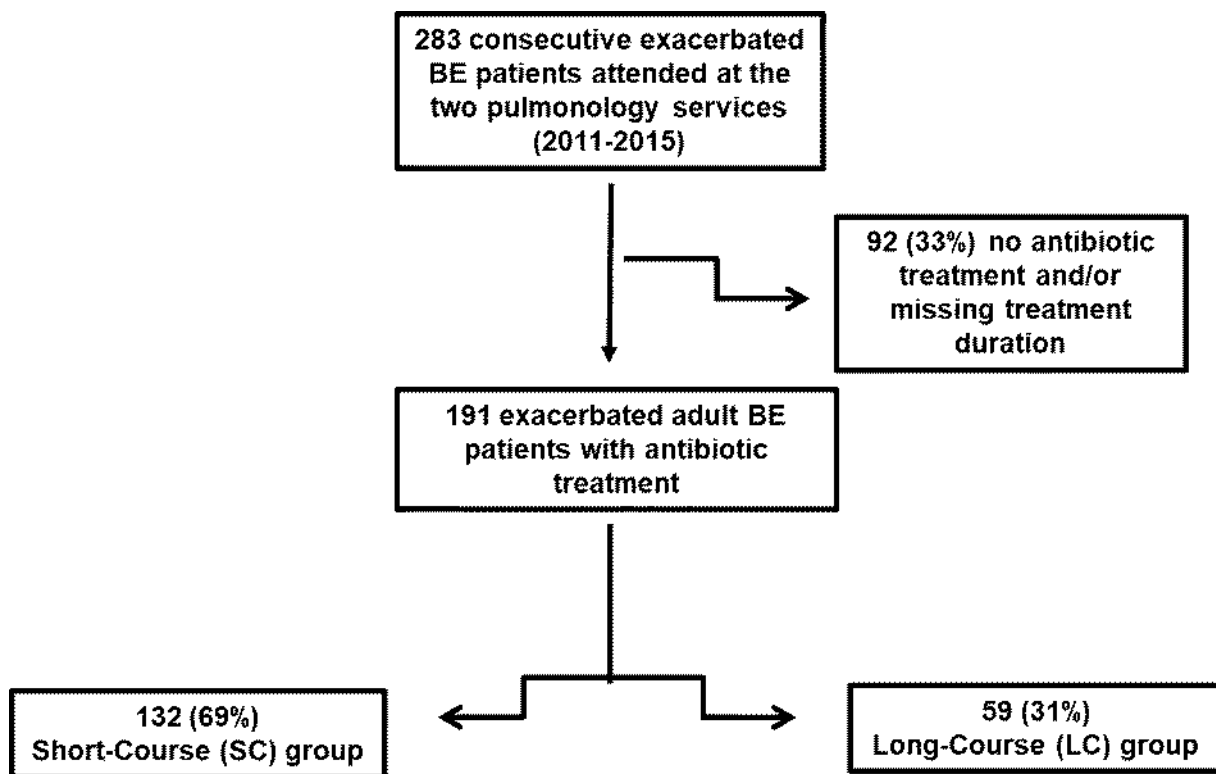 283 consecutive exacerbated
BE patients attended at the
two pulmonology services
(2011-2015)
92 (33%) no antibiotic
treatment and/or
missing treatment
duration
191 exacerbated adult BE
patients with antibiotic
treatment
132 (69%)
Short-Course (SC) group
59 (31%)
Long-Course (LC) group